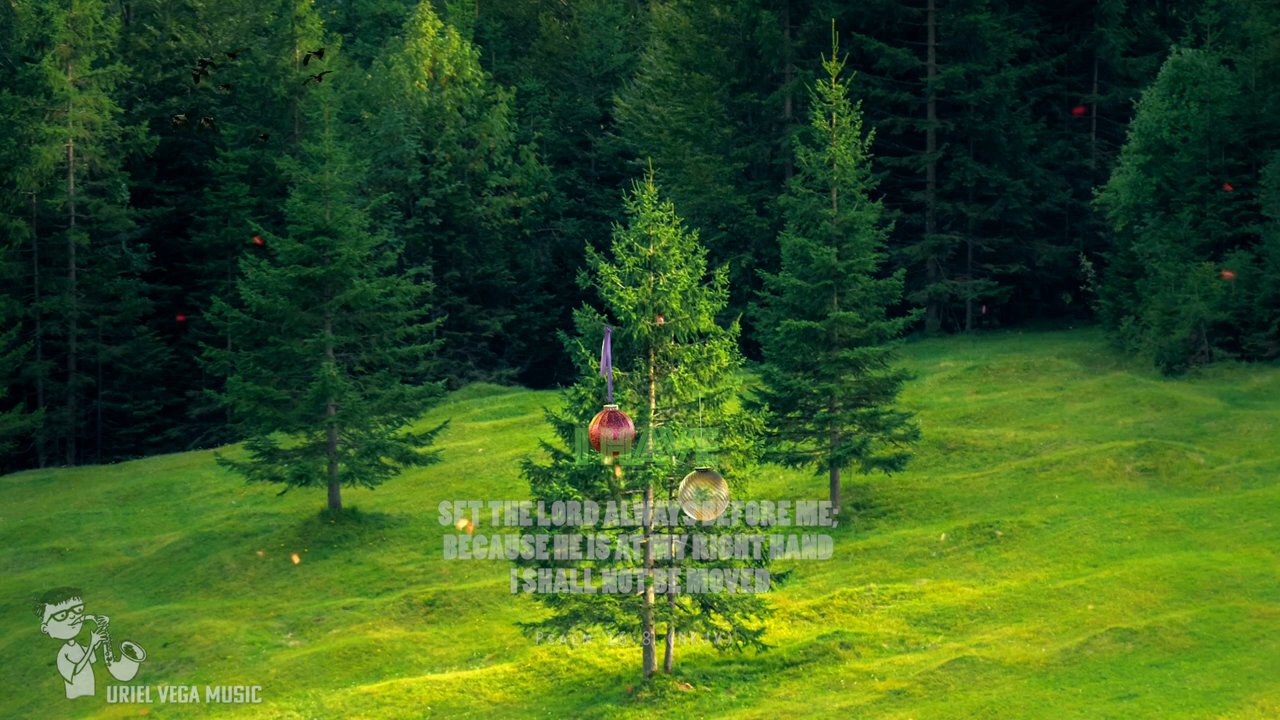 SET THE LORD ALWAYS BEFORE ME,
BECAUSE HE IS AT MY RIGHT HAND
I SHALL NOT BE MOVED
URIEL VEGA MUSIC